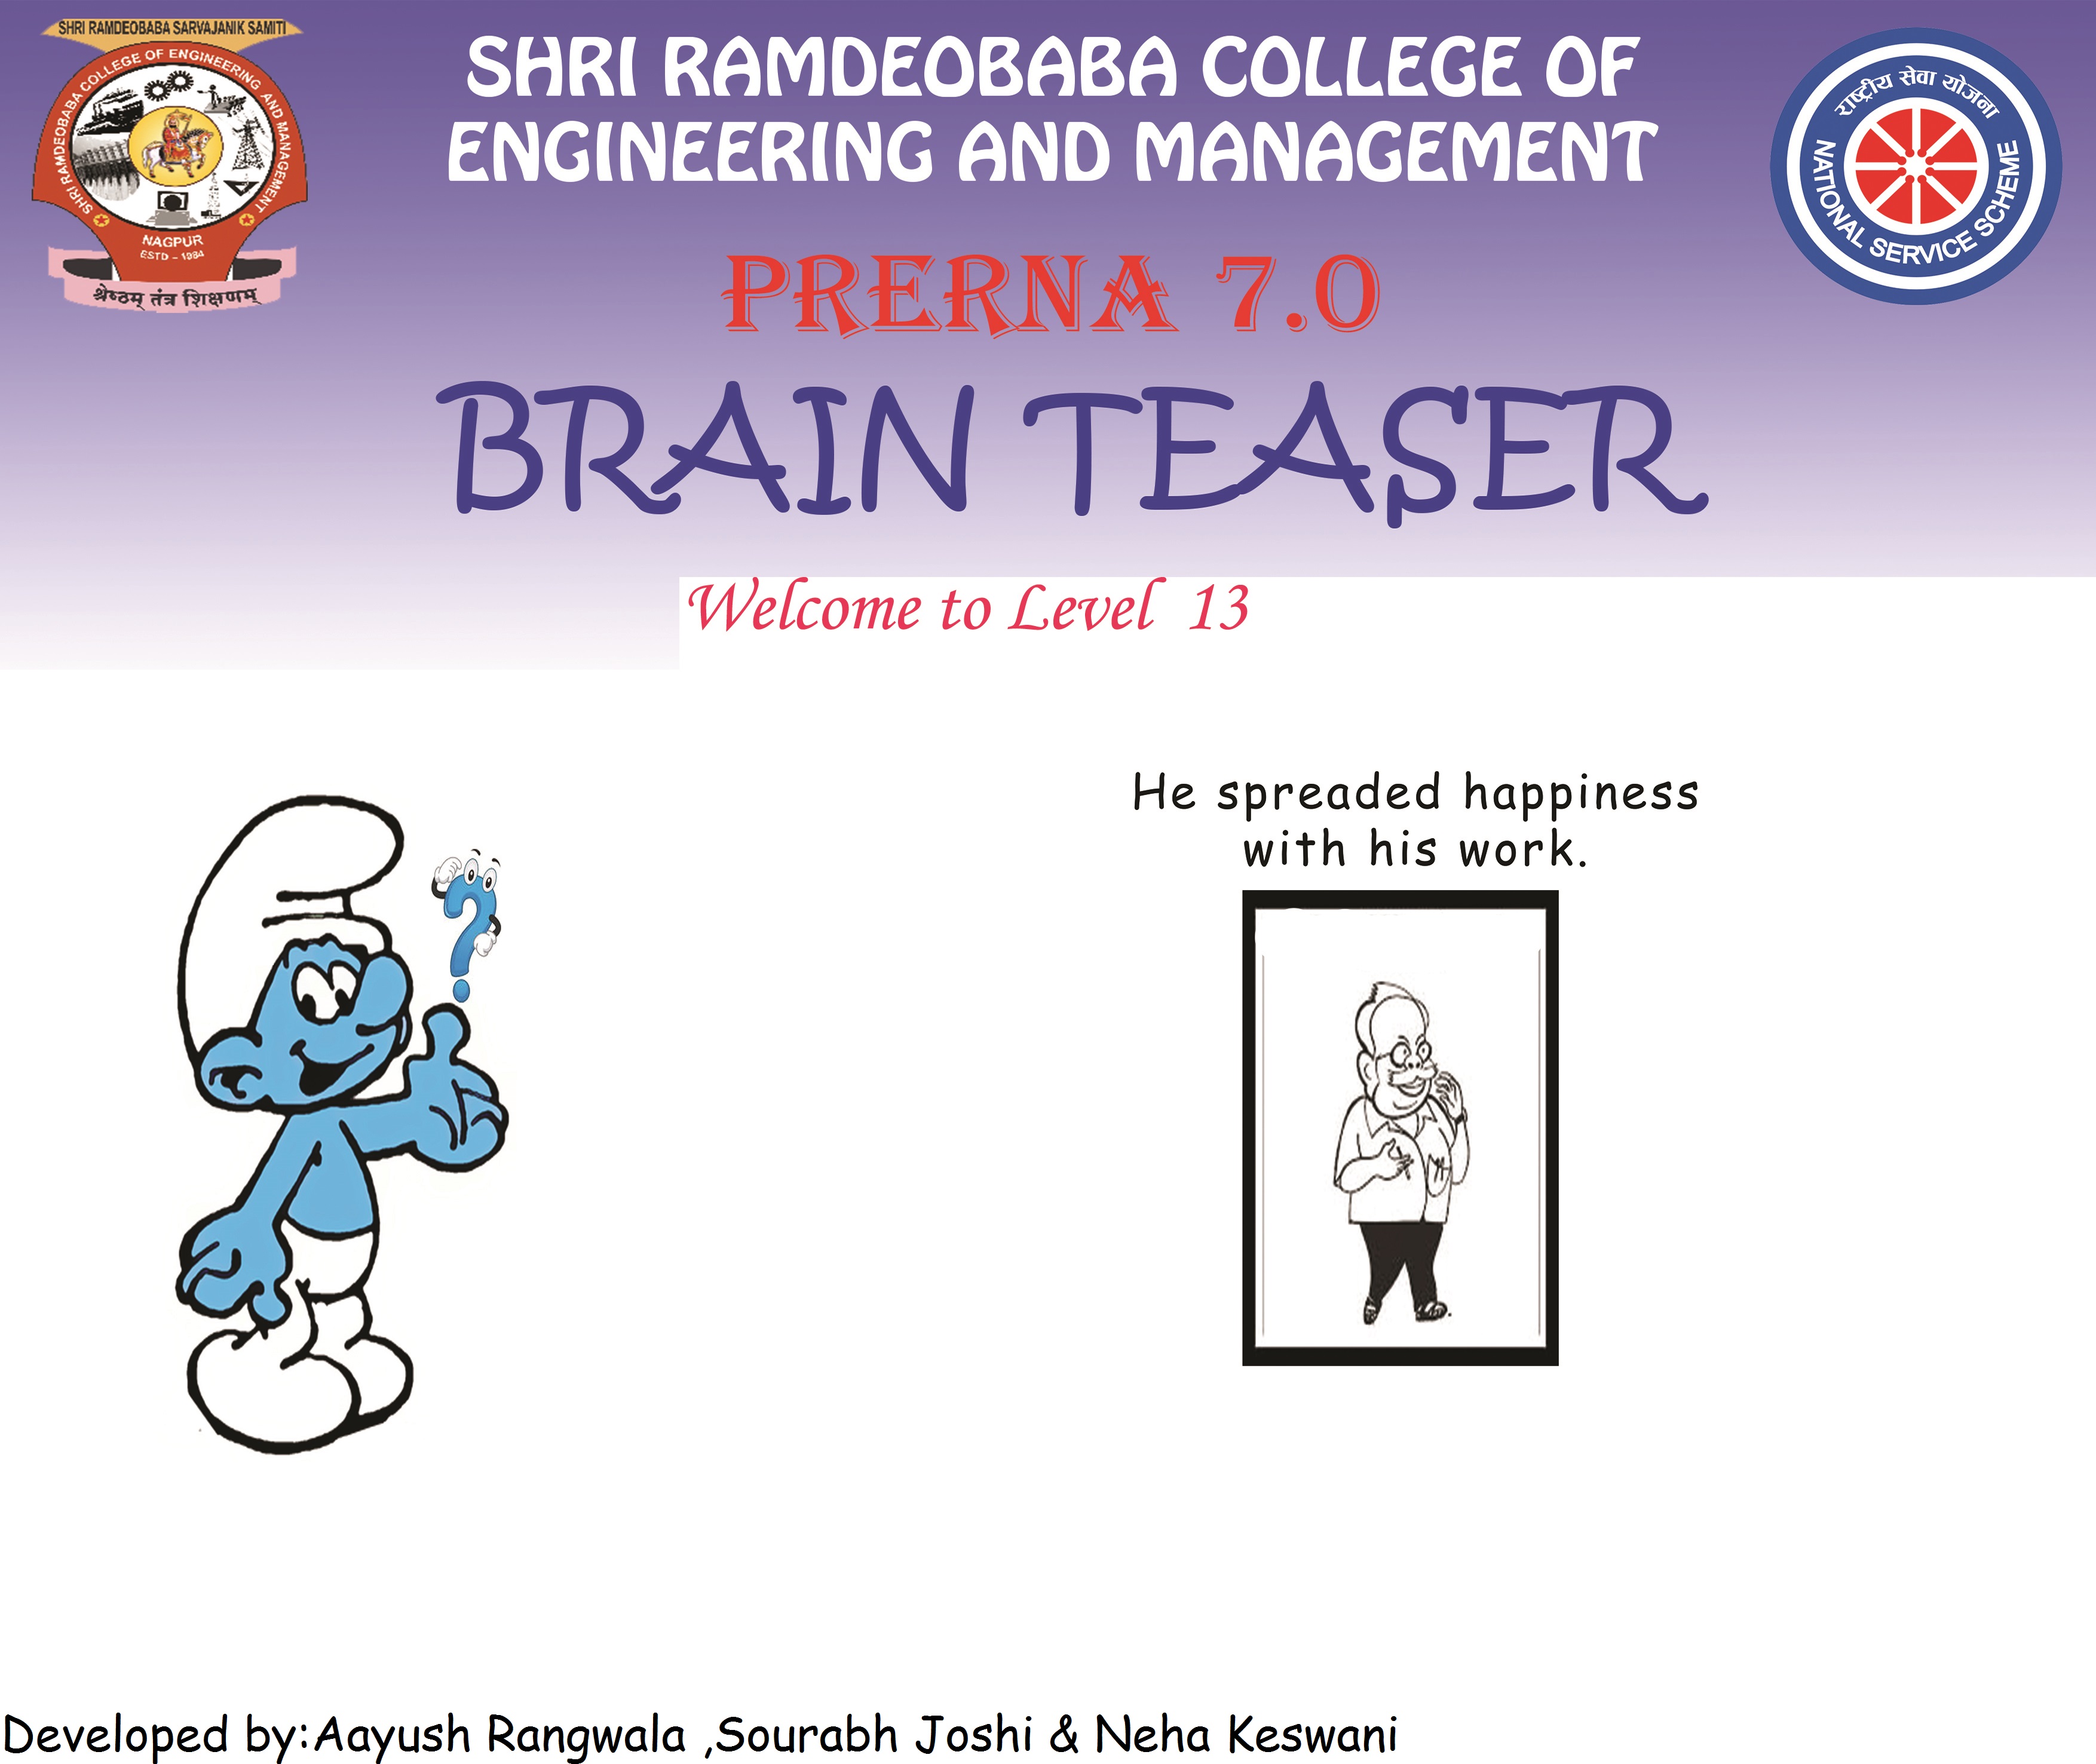 SHRI RAMDEOBABA SARVAJANIK SAMITI
SHRI RAMDEOBABA COLLEGE OF ENGINEERING AND MANAGEMENT
NAGPUR
ESTD - 1984
श्रेष्ठम् तंत्र शिक्षणम्
SHRI RAMDEOBABA COLLEGE OF
ENGINEERING AND MANAGEMENT
राष्ट्रीय सेवा योजना
NATIONAL SERVICE SCHEME
PRERNA 7.0
BRAIN TEASER
Welcome to Level 13
?
He spreaded happiness
with his work.
Developed by:Aayush Rangwala ,Sourabh Joshi & Neha Keswani